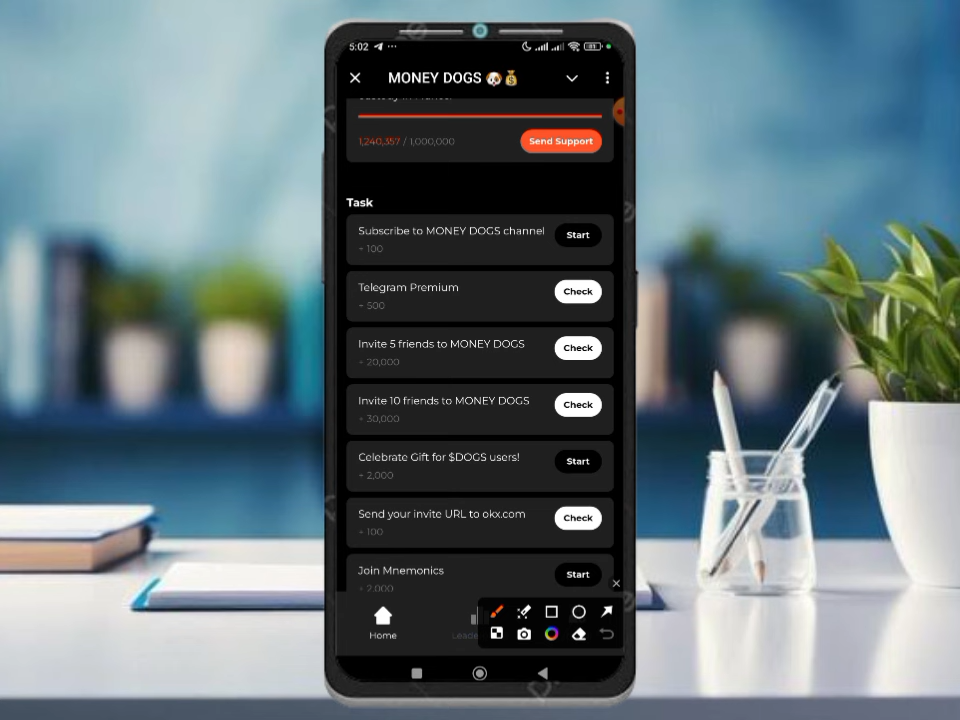 5:02
MONEY DOGS 🐶💰
1,240,357 / 1,000,000
Send Support
Task
Subscribe to MONEY DOGS channel
Start
+ 100
Telegram Premium
Check
+ 500
Invite 5 friends to MONEY DOGS
Check
+ 20,000
Invite 10 friends to MONEY DOGS
Check
+ 30,000
Celebrate Gift for $DOGS users!
Start
+ 2,000
Send your invite URL to okx.com
Check
+ 100
Join Mnemonics
Start
+ 2,000
Home